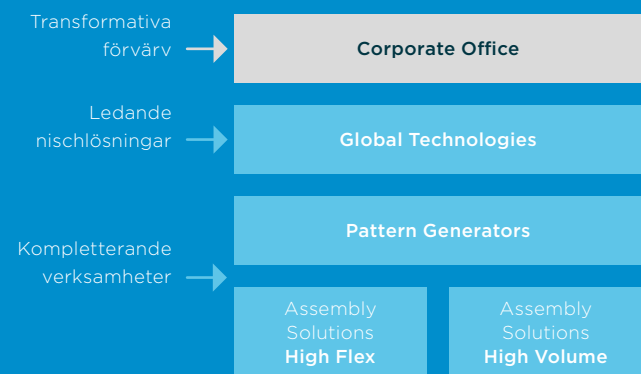 Transformativa
förvärv
Corporate Office
Ledande
nischlösningar
Global Technologies
Pattern Generators
Kompletterande
verksamheter
Assembly
Solutions
High Flex
Assembly
Solutions
High Volume